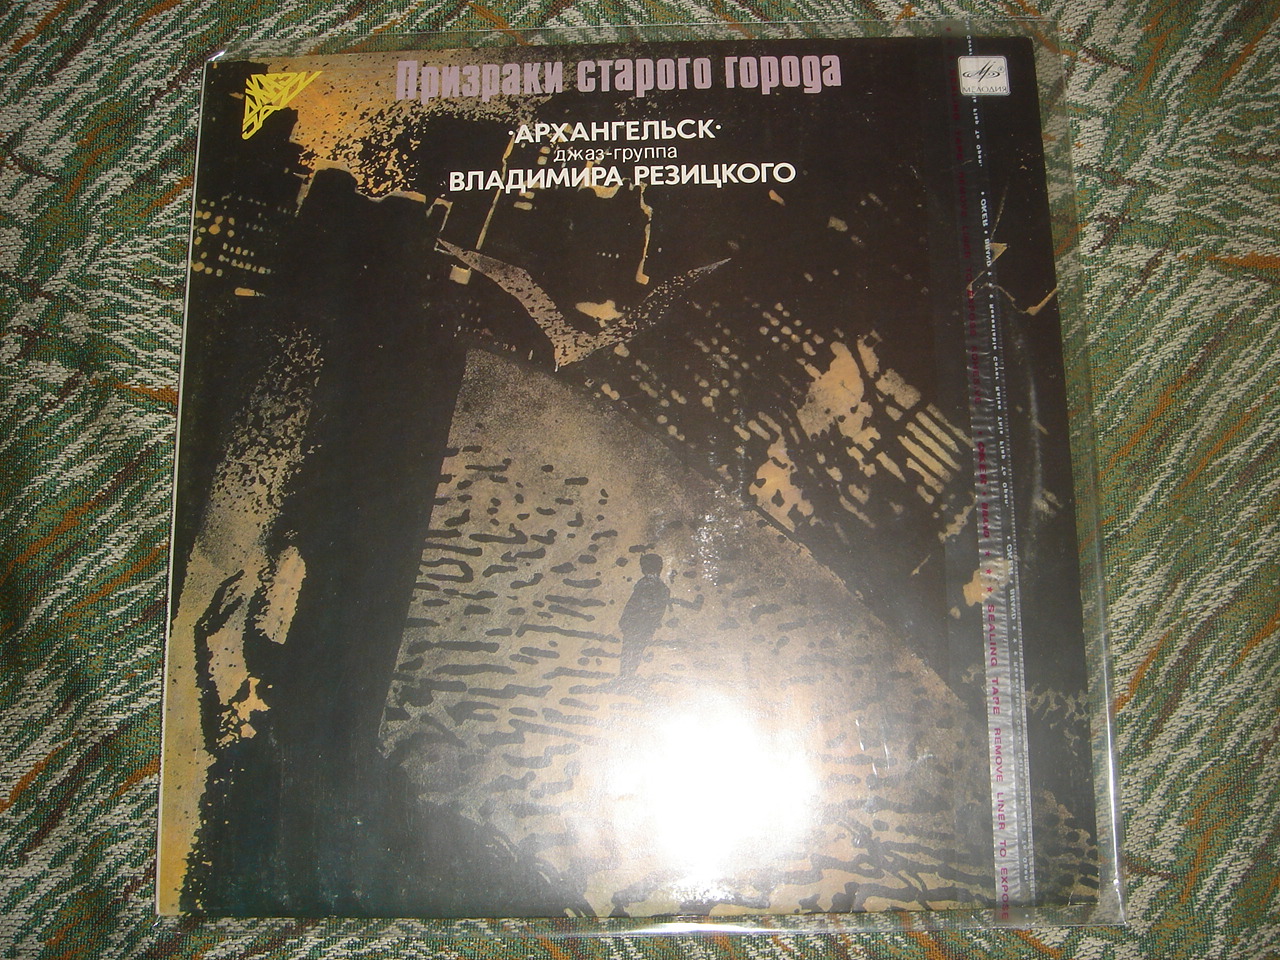 Призраки старого города
МЕЛОДИЯ
·АРХАНГЕЛЬСК·
джаз-группа
ВЛАДИМИРА РЕЗИЦКОГО
SEALING TAPE REMOVE LINER TO EXPOSE